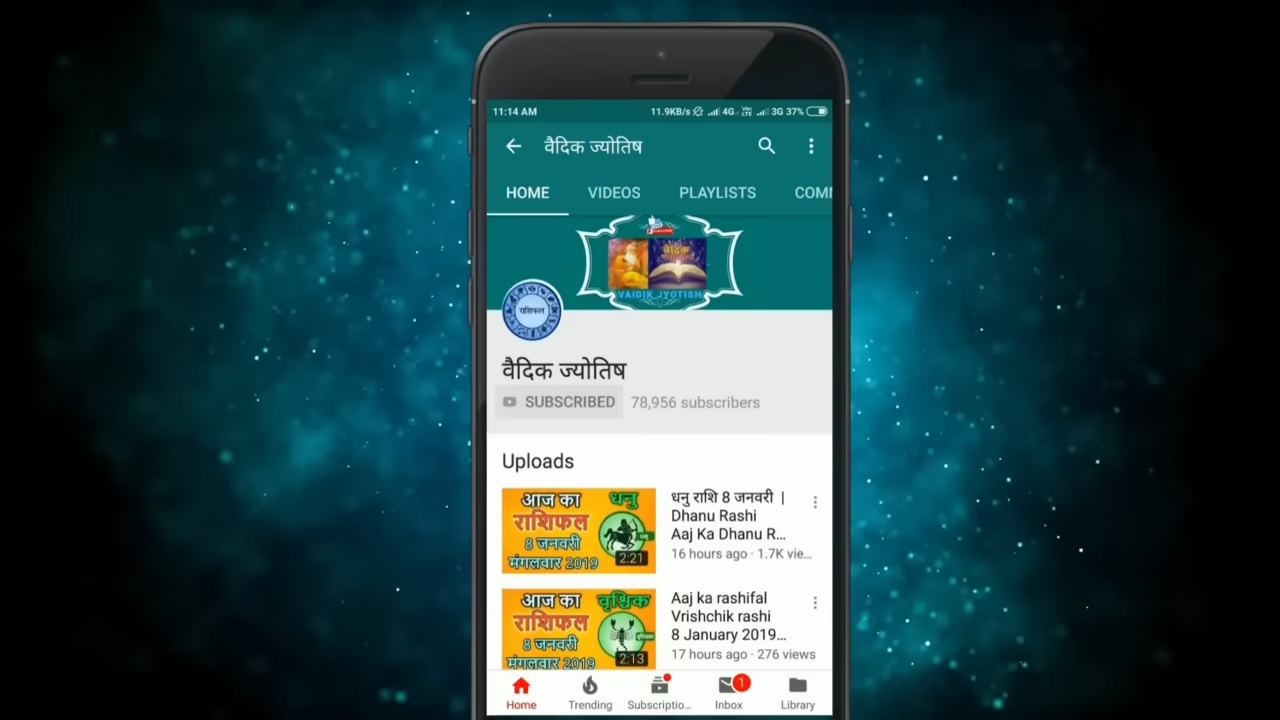 11:14 AM
11.9KB/s 4G VoLTE 3G 37%
वैदिक ज्योतिष
HOME VIDEOS PLAYLISTS COMM
वैदिक
VAIDIK JYOTISH
राशिफल
वैदिक ज्योतिष
SUBSCRIBED 78,956 subscribers
Uploads
आज का धनु
राशिफल
8 जनवरी
मंगलवार 2019 2:21
धनु राशि 8 जनवरी |
Dhanu Rashi
Aaj Ka Dhanu R...
16 hours ago · 1.7K vie...
आज का वृश्चिक
राशिफल
8 जनवरी
मंगलवार 2019 2:13
Aaj ka rashifal
Vrishchik rashi
8 January 2019...
17 hours ago · 276 views
1
Home Trending Subscriptio... Inbox Library